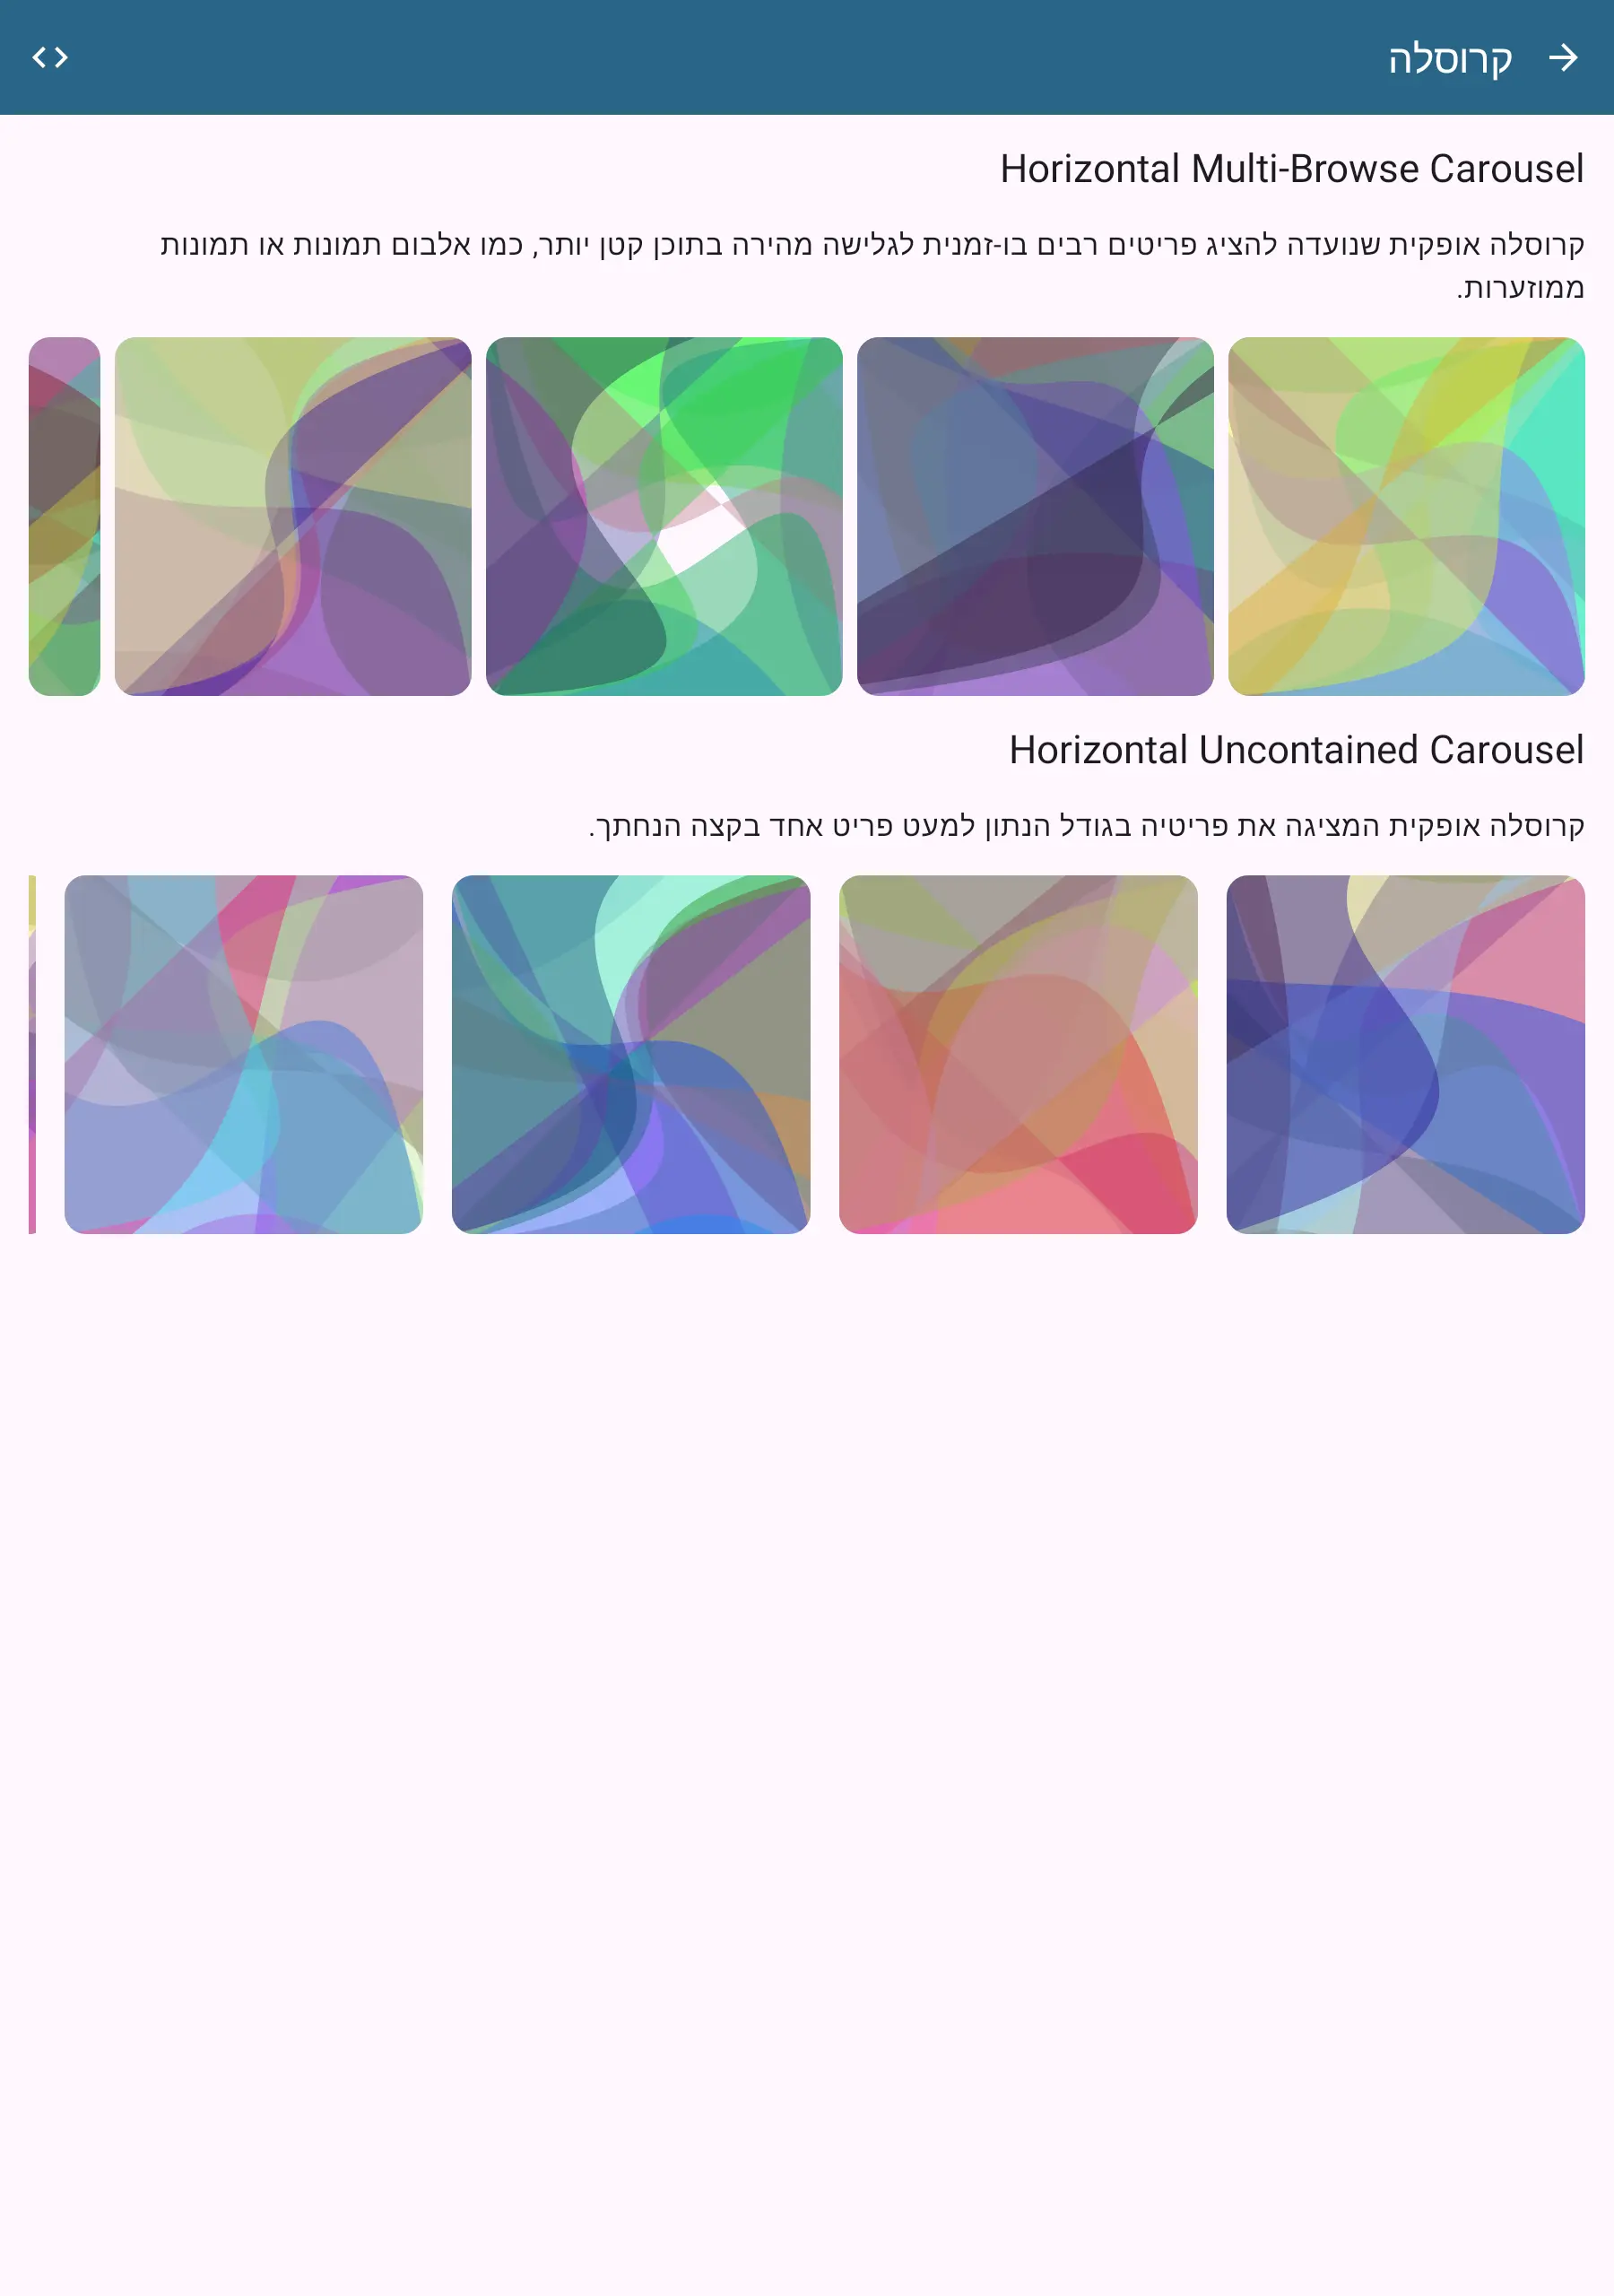 קרוסלה
Horizontal Multi-Browse Carousel
קרוסלה אופקית שנועדה להציג פריטים רבים בו-זמנית לגלישה מהירה בתוכן קטן יותר, כמו אלבום תמונות או תמונות
ממוזערות.
Horizontal Uncontained Carousel
קרוסלה אופקית המציגה את פריטיה בגודל הנתון למעט פריט אחד בקצה הנחתך.